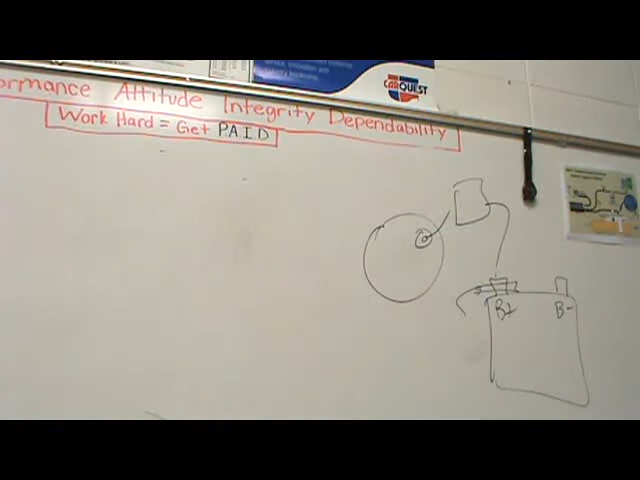 CARQUEST
ormance Attitude Integrity Dependability
Work Hard = Get PAID
B+
B-